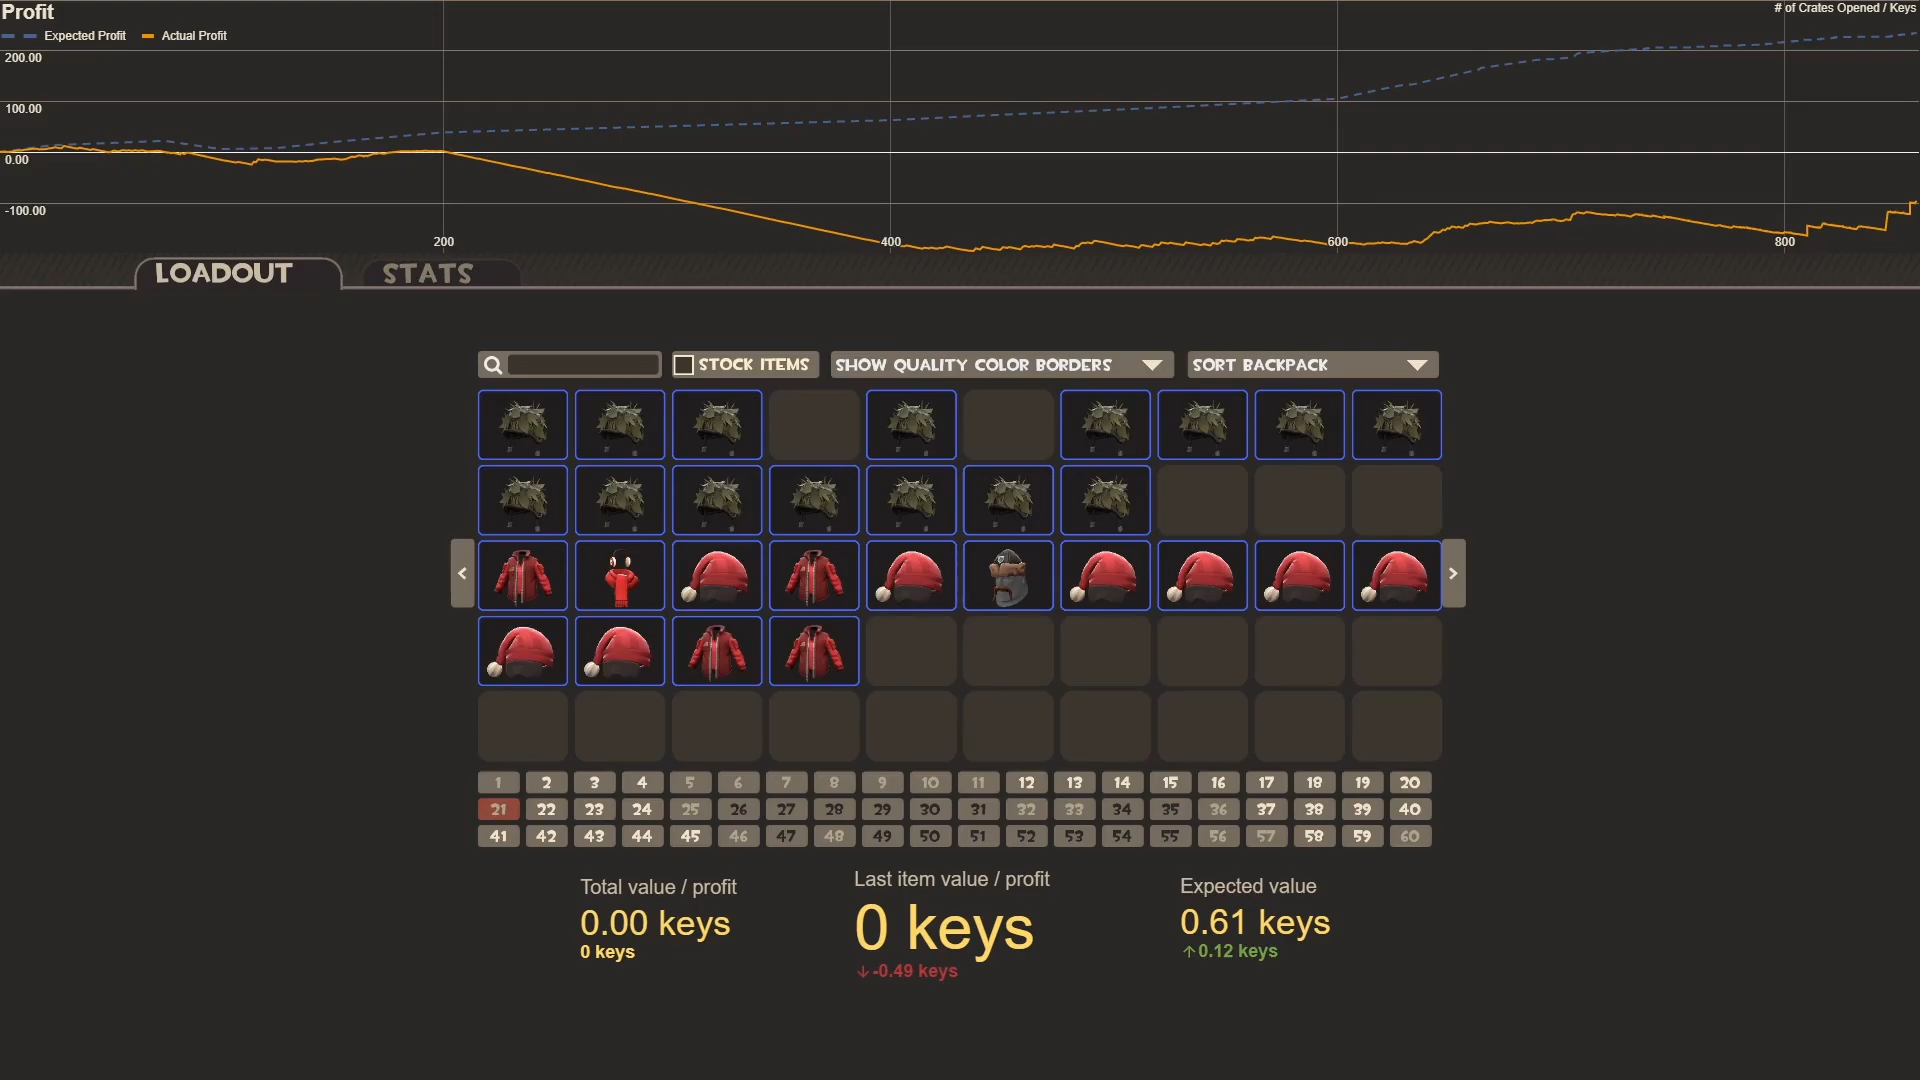 Profit
# of Crates Opened / Keys
Expected Profit Actual Profit
200.00
100.00
0.00
-100.00
200 400 600 800
LOADOUT STATS
STOCK ITEMS SHOW QUALITY COLOR BORDERS SORT BACKPACK
1 2 3 4 5 6 7 8 9 10 11 12 13 14 15 16 17 18 19 20
21 22 23 24 25 26 27 28 29 30 31 32 33 34 35 36 37 38 39 40
41 42 43 44 45 46 47 48 49 50 51 52 53 54 55 56 57 58 59 60
Total value / profit
0.00 keys
0 keys
Last item value / profit
0 keys
↓-0.49 keys
Expected value
0.61 keys
↑0.12 keys